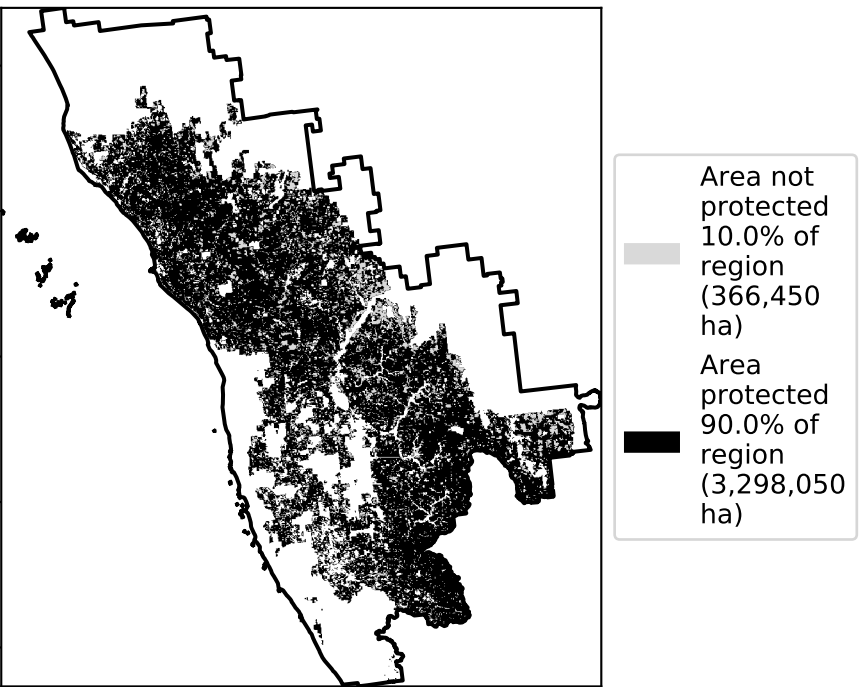 Area not
protected
10.0% of
region
(366,450
ha)
Area
protected
90.0% of
region
(3,298,050
ha)